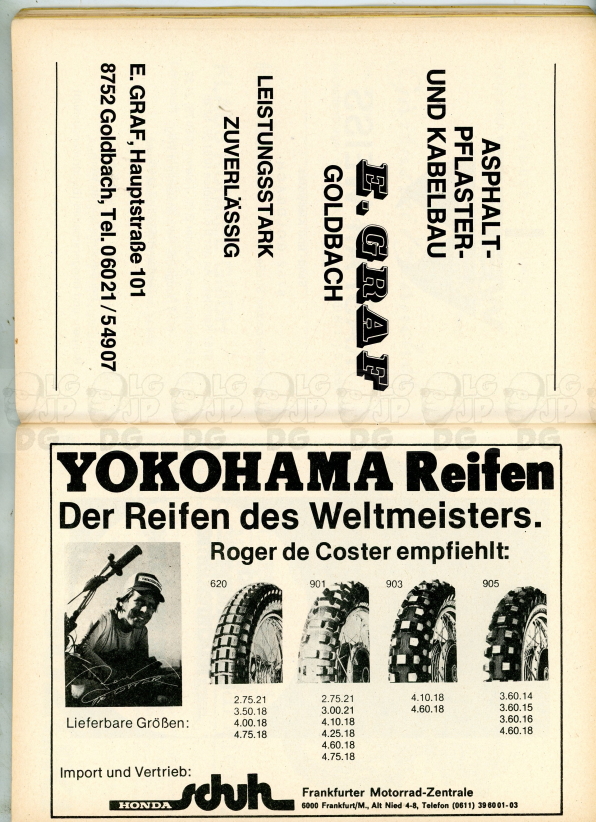 ASPHALT-
PFLASTER-
UND KABELBAU
E. GRAF
GOLDBACH
LEISTUNGSSTARK
ZUVERLÄSSIG
E. GRAF, Hauptstraße 101
8752 Goldbach, Tel. 06021/54907
YOKOHAMA Reifen
Der Reifen des Weltmeisters.
Roger de Coster empfiehlt:
620 901 903 905
2.75.21 2.75.21 4.10.18 3.60.14
3.50.18 3.00.21 4.60.18 3.60.15
4.00.18 4.10.18 3.60.16
4.75.18 4.25.18 4.60.18
4.60.18
4.75.18
Lieferbare Größen:
Import und Vertrieb:
HONDA schuh
Frankfurter Motorrad-Zentrale
6000 Frankfurt/M., Alt Nied 4-8, Telefon (0611) 396001-03